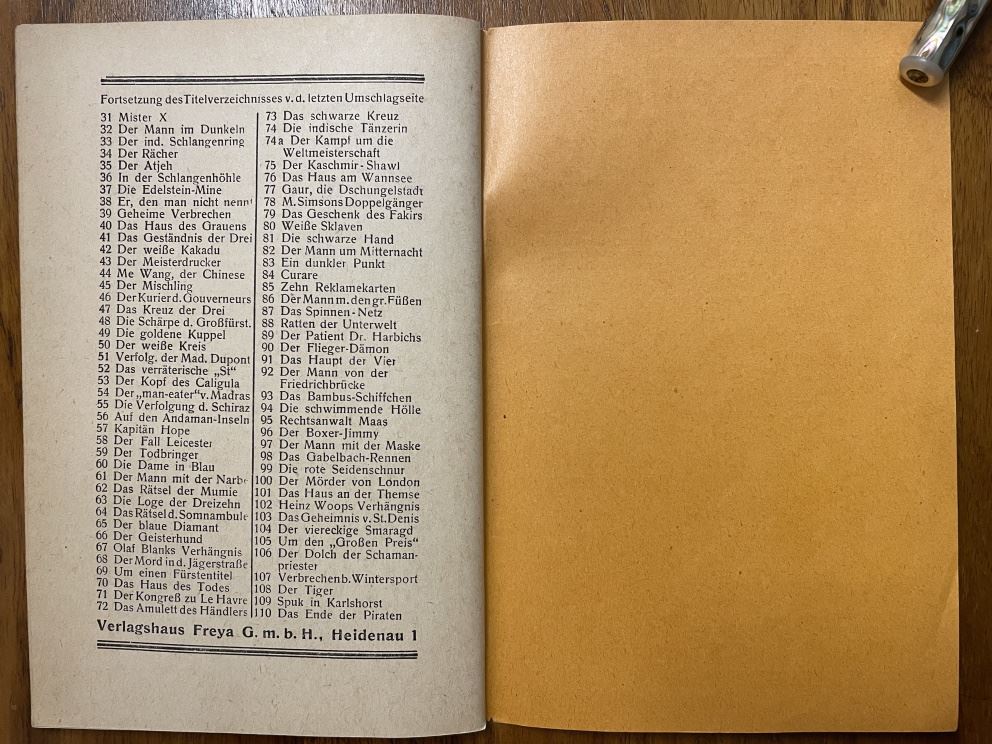 Fortsetzung des Titelverzeichnisses v. d. letzten Umschlagseite
31 Mister X
32 Der Mann im Dunkeln
33 Der ind. Schlangenring
34 Der Rächer
35 Der Atjeh
36 In der Schlangenhöhle
37 Die Edelstein-Mine
38 Er, den man nicht nennt
39 Geheime Verbrechen
40 Das Haus des Grauens
41 Das Geständnis der Drei
42 Der weiße Kakadu
43 Der Meisterdrucker
44 Me Wang, der Chinese
45 Der Mischling
46 Der Kurier d. Gouverneurs
47 Das Kreuz der Drei
48 Die Schärpe d. Großfürst.
49 Die goldene Kuppel
50 Der weiße Kreis
51 Verfolg. der Mad. Dupont
52 Das verräterische „St“
53 Der Kopf des Caligula
54 Der „man-eater“ v. Madras
55 Die Verfolgung d. Schiraz
56 Auf den Andaman-Inseln
57 Kapitän Hope
58 Der Fall Leicester
59 Der Todbringer
60 Die Dame in Blau
61 Der Mann mit der Narbe
62 Das Rätsel der Mumie
63 Die Loge der Dreizehn
64 Das Rätsel d. Somnambule
65 Der blaue Diamant
66 Der Geisterhund
67 Olaf Blanks Verhängnis
68 Der Mord in d. Jägerstraße
69 Um einen Fürstentitel
70 Das Haus des Todes
71 Der Kongreß zu Le Havre
72 Das Amulett des Händlers
73 Das schwarze Kreuz
74 Die indische Tänzerin
74a Der Kampf um die
Weltmeisterschaft
75 Der Kaschmir-Shawl
76 Das Haus am Wannsee
77 Gaur, die Dschungelstadt
78 M. Simsons Doppelgänger
79 Das Geschenk des Fakirs
80 Weiße Sklaven
81 Die schwarze Hand
82 Der Mann um Mitternacht
83 Ein dunkler Punkt
84 Curare
85 Zehn Reklamekarten
86 Der Mann m. den gr. Füßen
87 Das Spinnen-Netz
88 Ratten der Unterwelt
89 Der Patient Dr. Harbichs
90 Der Flieger-Dämon
91 Das Haupt der Vier
92 Der Mann von der
Friedrichbrücke
93 Das Bambus-Schiffchen
94 Die schwimmende Hölle
95 Rechtsanwalt Maas
96 Der Boxer-Jimmy
97 Der Mann mit der Maske
98 Das Gabelbach-Rennen
99 Die rote Seidenschnur
100 Der Mörder von London
101 Das Haus an der Themse
102 Heinz Woops Verhängnis
103 Das Geheimnis v. St. Denis
104 Der viereckige Smaragd
105 Um den „Großen Preis“
106 Der Dolch der Schaman-
priester
107 Verbrechen b. Wintersport
108 Der Tiger
109 Spuk in Karlshorst
110 Das Ende der Piraten
Verlagshaus Freya G. m. b. H., Heidenau 1